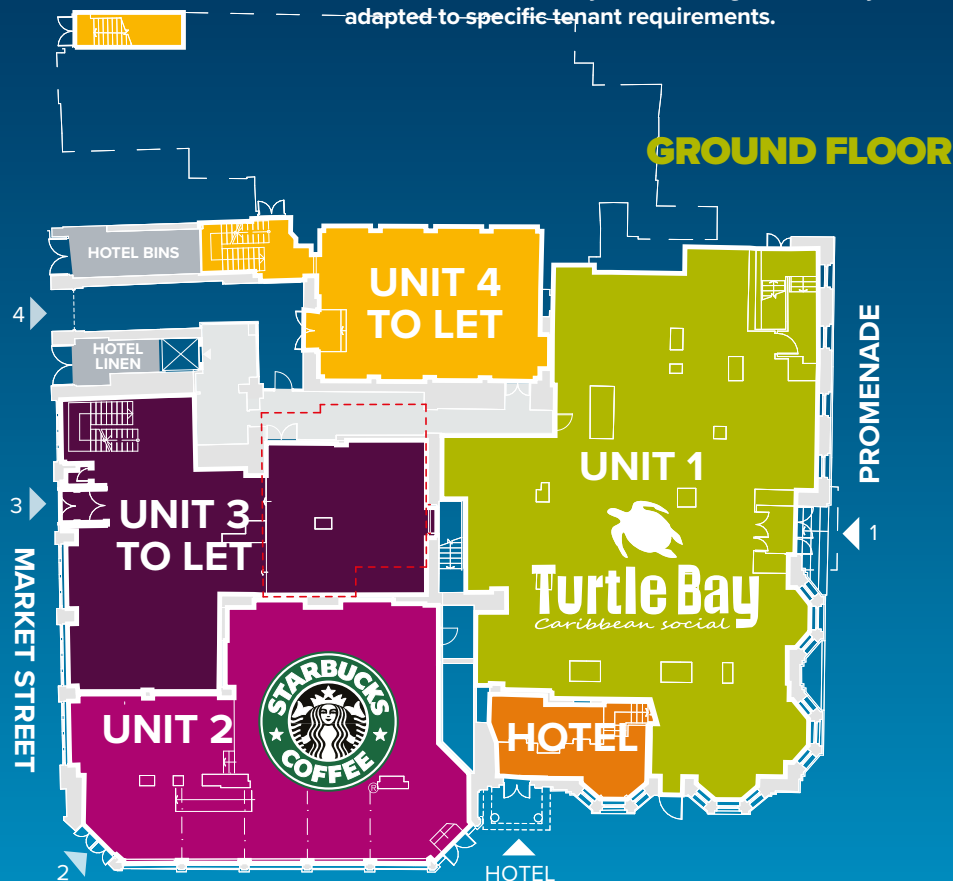 adapted to specific tenant requirements.
GROUND FLOOR
HOTEL BINS
UNIT 4
TO LET
4
HOTEL
LINEN
PROMENADE
UNIT 1
3
UNIT 3
TO LET
1
MARKET STREET
Turtle Bay
Caribbean social
STARBUCKS
COFFEE
®
UNIT 2
HOTEL
2
HOTEL